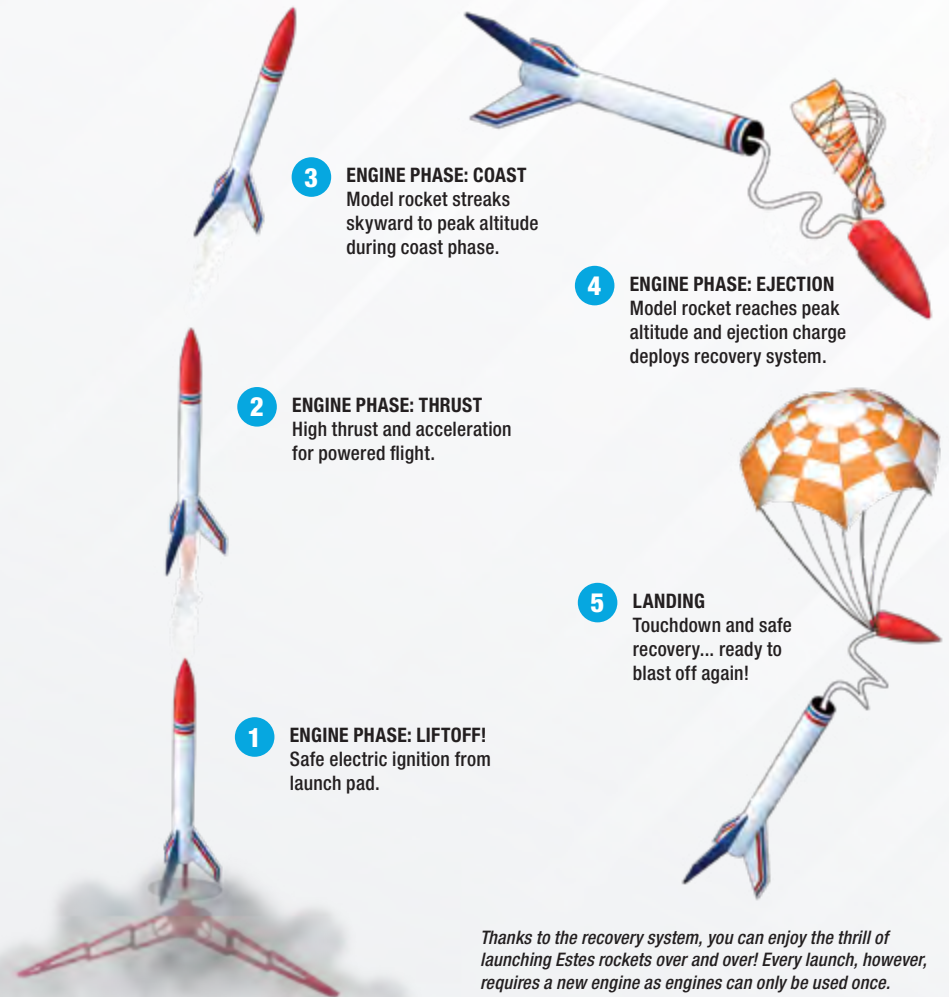 3
ENGINE PHASE: COAST
Model rocket streaks
skyward to peak altitude
during coast phase.
4
ENGINE PHASE: EJECTION
Model rocket reaches peak
altitude and ejection charge
deploys recovery system.
2
ENGINE PHASE: THRUST
High thrust and acceleration
for powered flight.
5
LANDING
Touchdown and safe
recovery... ready to
blast off again!
1
ENGINE PHASE: LIFTOFF!
Safe electric ignition from
launch pad.
Thanks to the recovery system, you can enjoy the thrill of
launching Estes rockets over and over! Every launch, however,
requires a new engine as engines can only be used once.